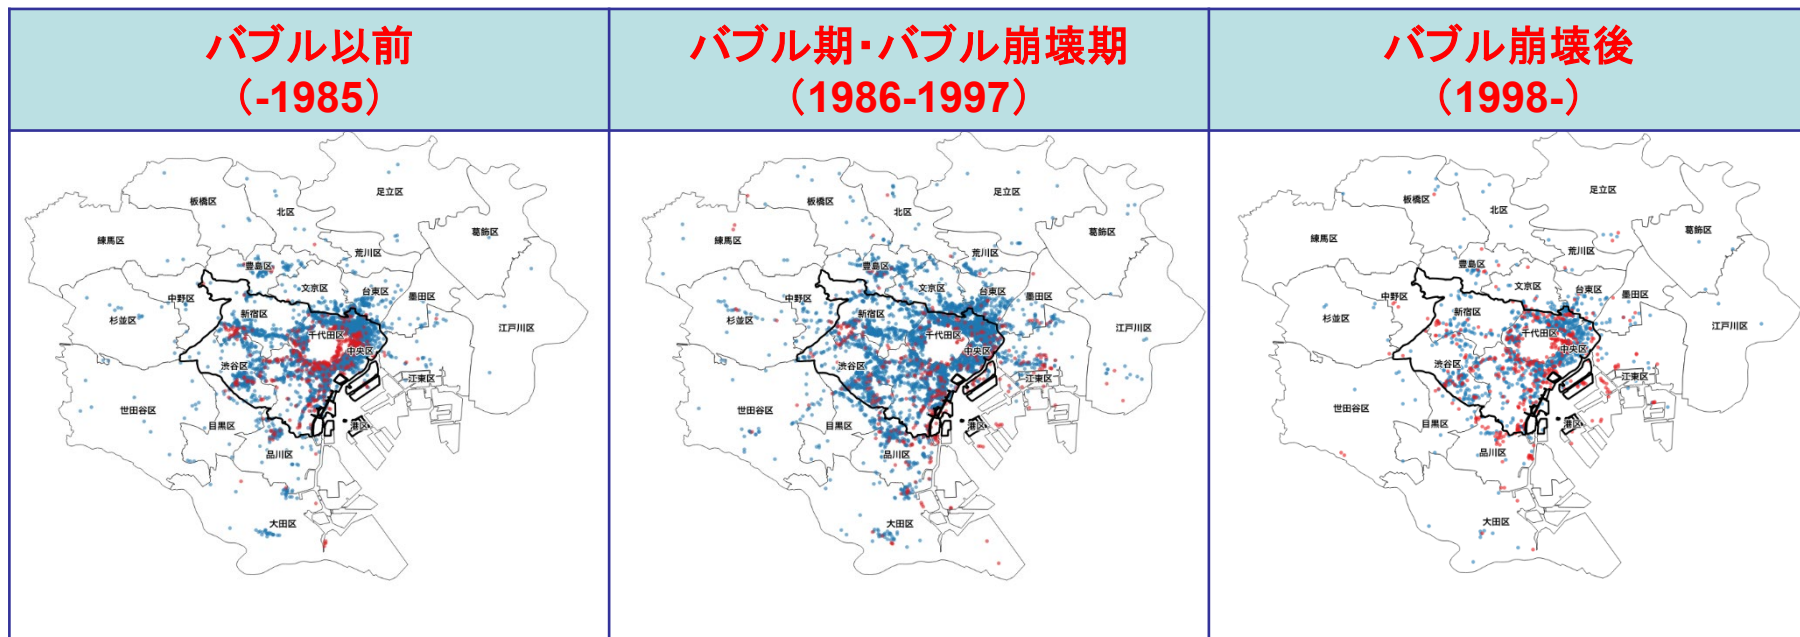 バブル以前
（-1985）
バブル期・バブル崩壊期
（1986-1997）
バブル崩壊後
（1998-）
足立区
板橋区
北区
葛飾区
練馬区
荒川区
豊島区
文京区
台東区
中野区
墨田区
新宿区
杉並区
江戸川区
千代田区
中央区
渋谷区
江東区
世田谷区
目黒区
港区
品川区
大田区
足立区
板橋区
北区
葛飾区
練馬区
荒川区
豊島区
文京区
台東区
中野区
墨田区
新宿区
杉並区
江戸川区
千代田区
中央区
渋谷区
江東区
世田谷区
目黒区
港区
品川区
大田区
足立区
板橋区
北区
葛飾区
練馬区
荒川区
豊島区
文京区
台東区
中野区
墨田区
新宿区
杉並区
江戸川区
千代田区
中央区
渋谷区
江東区
世田谷区
目黒区
港区
品川区
大田区